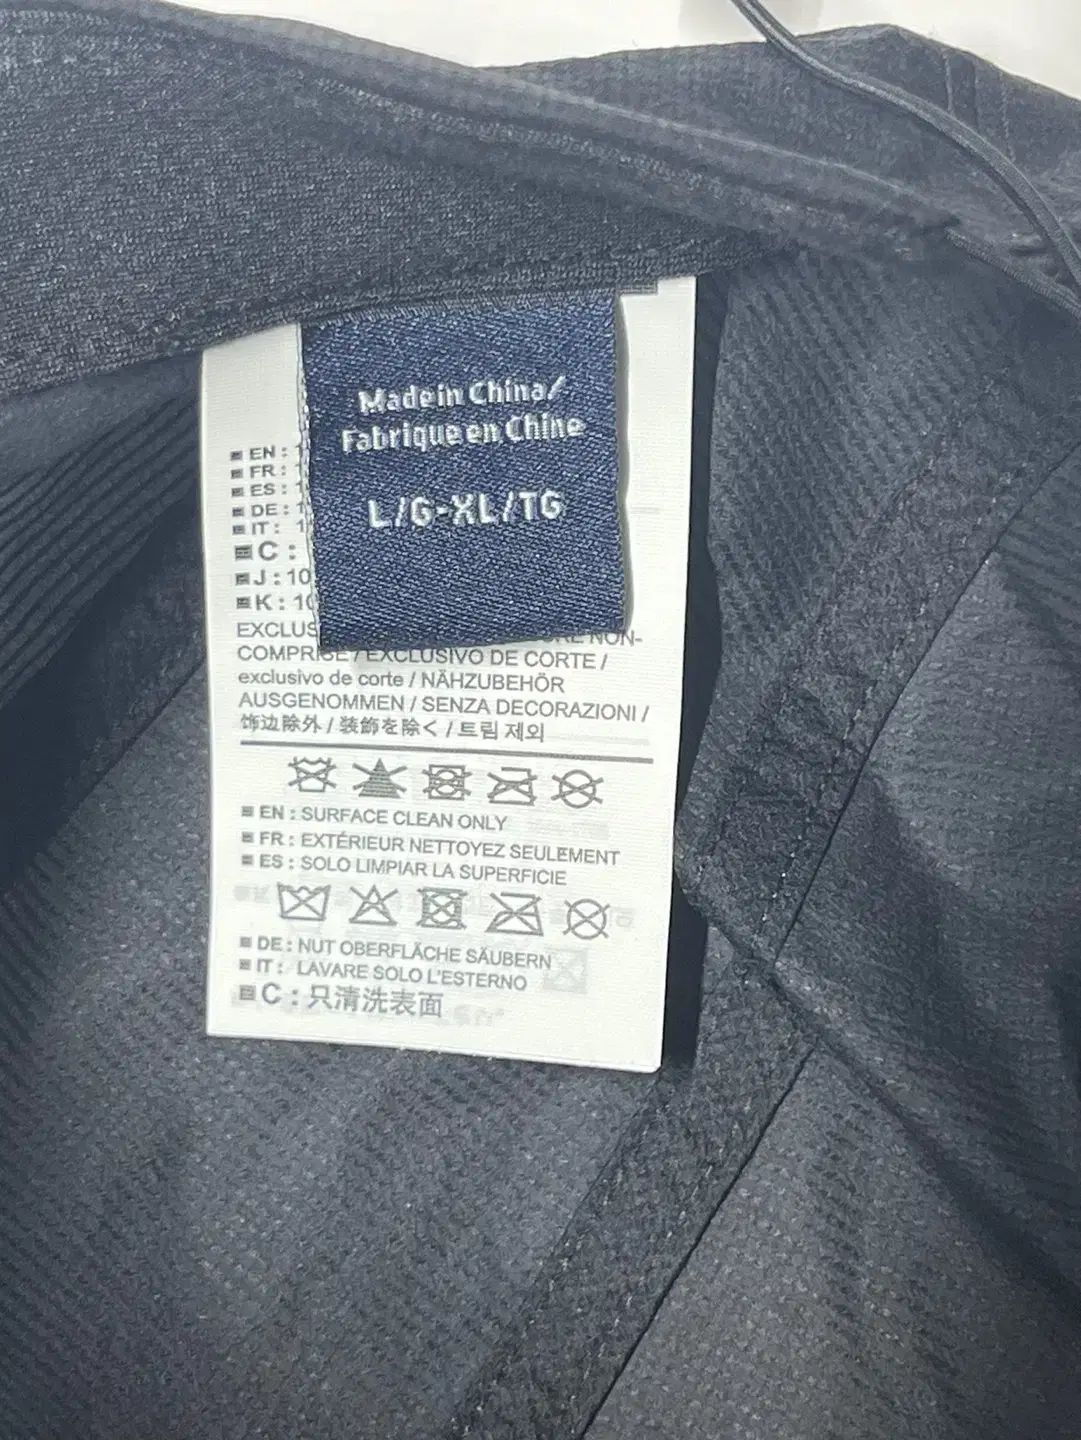 Made in China/
Fabrique en Chine
L/G-XL/TG
EN :
FR :
ES :
DE :
IT :
C :
J : 10
K :
NON-
COMPRISE / EXCLUSIVO DE CORTE /
exclusivo de corte / NÄHZUBEHÖR
AUSGENOMMEN / SENZA DECORAZIONI /
饰边除外 / 装飾を除く / 트림 제외
EN : SURFACE CLEAN ONLY
FR : EXTÉRIEUR NETTOYEZ SEULEMENT
ES : SOLO LIMPIAR LA SUPERFICIE
DE : NUT OBERFLÄCHE SÄUBERN
IT : LAVARE SOLO L'ESTERNO
C : 只清洗表面